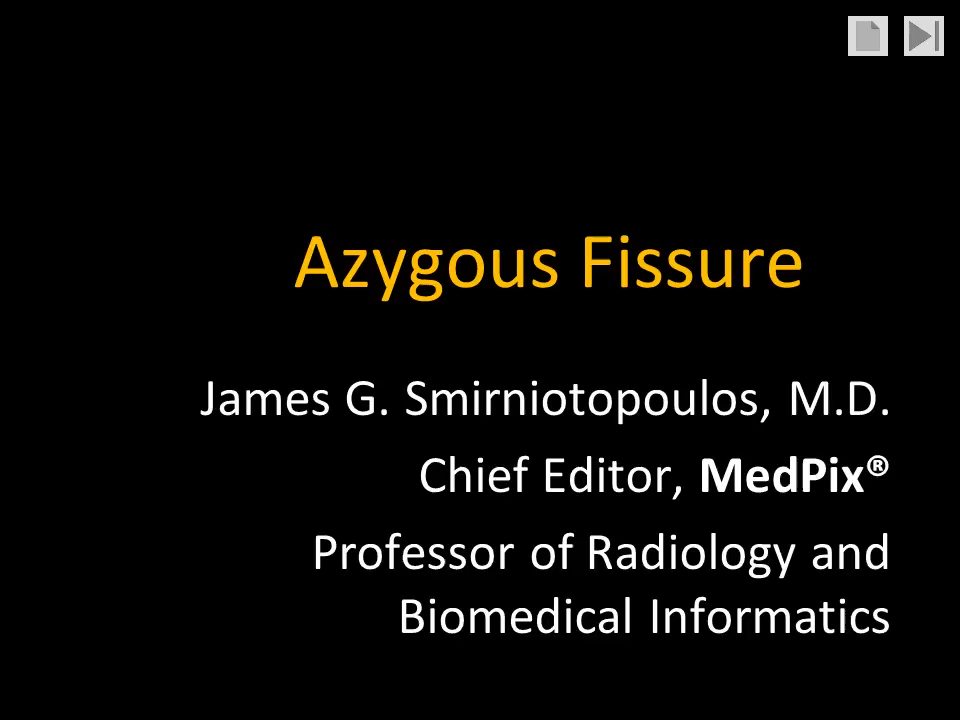 Azygous Fissure
James G. Smirniotopoulos, M.D.
Chief Editor, MedPix®
Professor of Radiology and
Biomedical Informatics